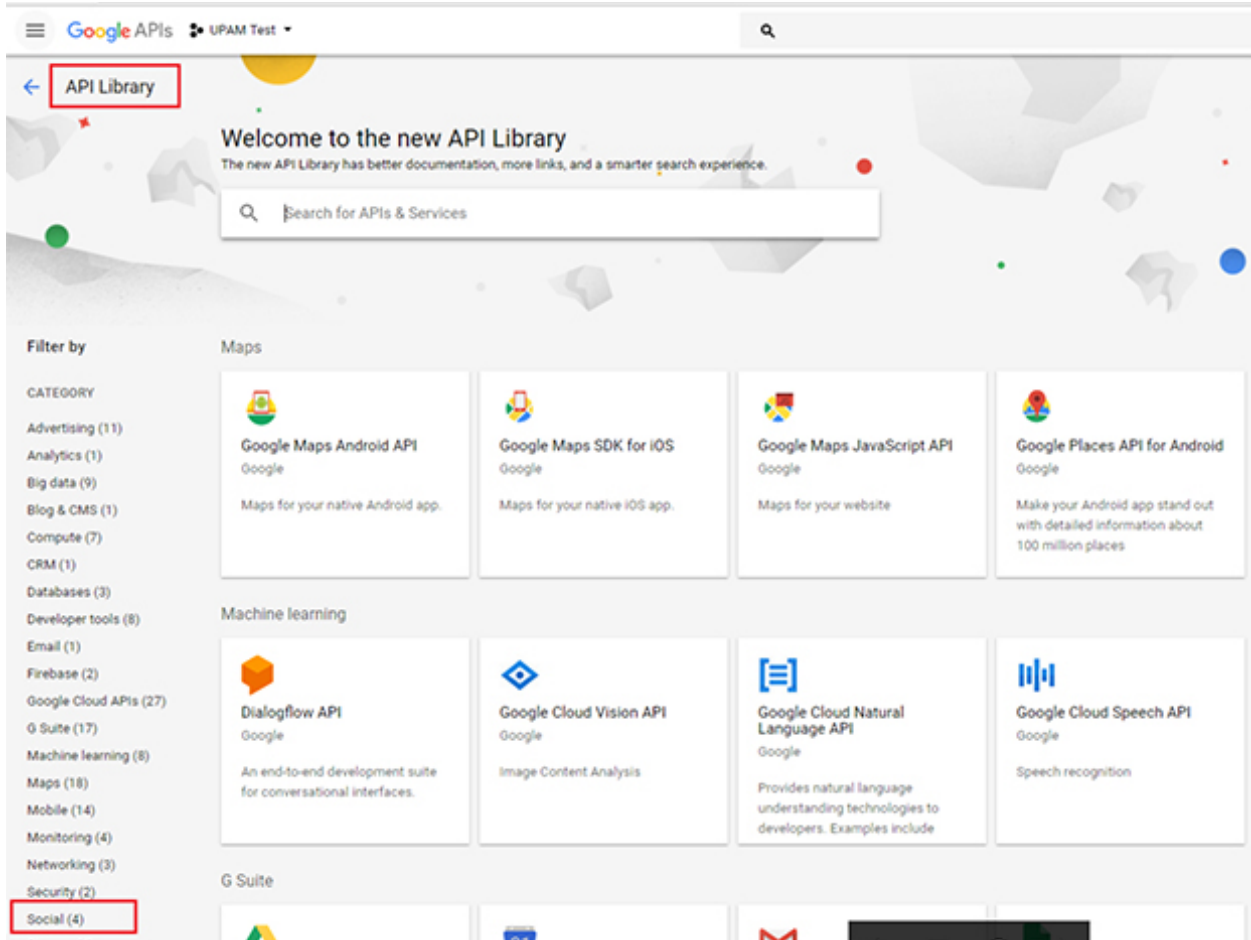 Google APIs
UPAM Test
API Library
Welcome to the new API Library
The new API Library has better documentation, more links, and a smarter search experience.
Search for APIs & Services
Filter by
CATEGORY
Advertising (11)
Analytics (1)
Big data (9)
Blog & CMS (1)
Compute (7)
CRM (1)
Databases (3)
Developer tools (8)
Email (1)
Firebase (2)
Google Cloud APIs (27)
G Suite (17)
Machine learning (8)
Maps (18)
Mobile (14)
Monitoring (4)
Networking (3)
Security (2)
Social (4)
Maps
Google Maps Android API
Google
Maps for your native Android app.
Google Maps SDK for iOS
Google
Maps for your native iOS app.
Google Maps JavaScript API
Google
Maps for your website
Google Places API for Android
Google
Make your Android app stand out
with detailed information about
100 million places
Machine learning
Dialogflow API
Google
An end-to-end development suite
for conversational interfaces.
Google Cloud Vision API
Google
Image Content Analysis
Google Cloud Natural
Language API
Google
Provides natural language
understanding technologies to
developers. Examples include
Google Cloud Speech API
Google
Speech recognition
G Suite